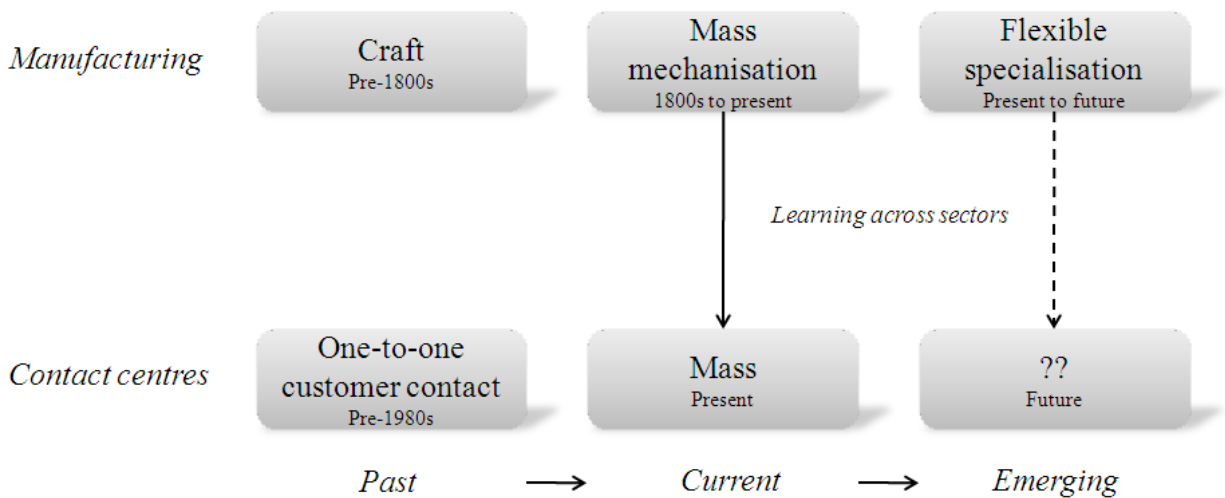 Manufacturing
Craft
Pre-1800s
Mass
mechanisation
1800s to present
Flexible
specialisation
Present to future
Learning across sectors
Contact centres
One-to-one
customer contact
Pre-1980s
Mass
Present
??
Future
Past
Current
Emerging